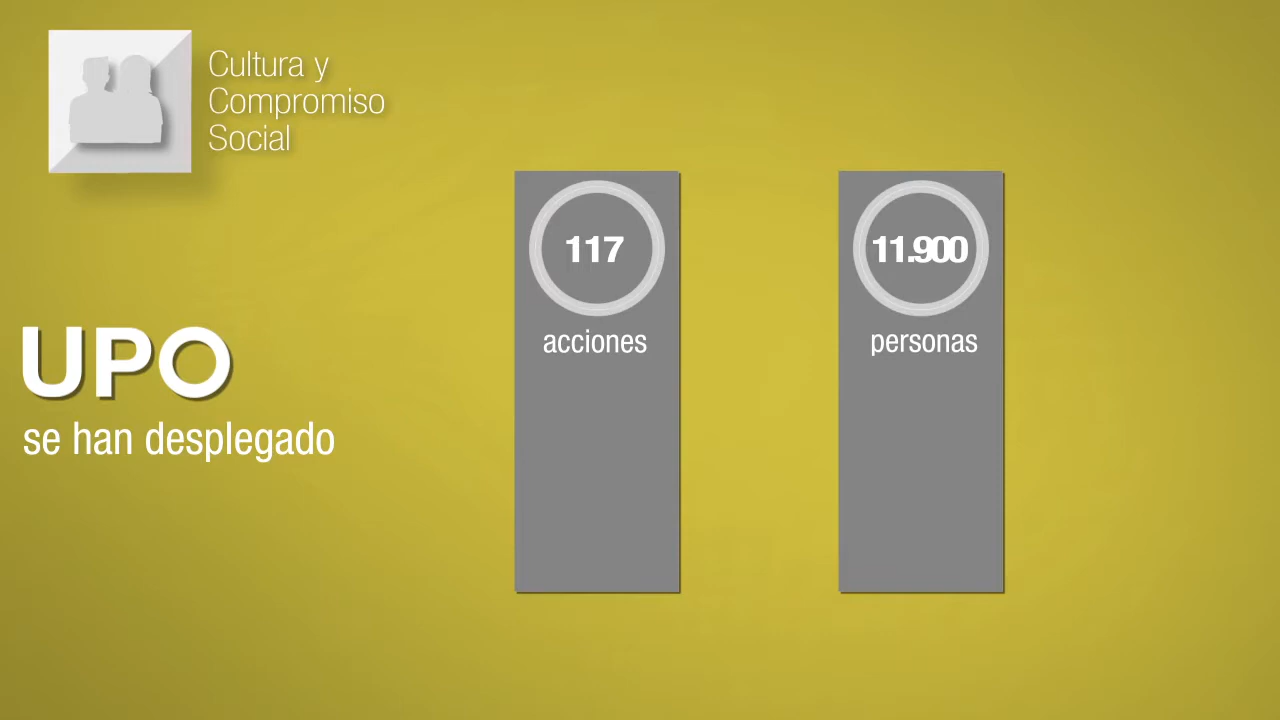 Cultura y
Compromiso
Social
UPO
se han desplegado
117
acciones
11.900
personas